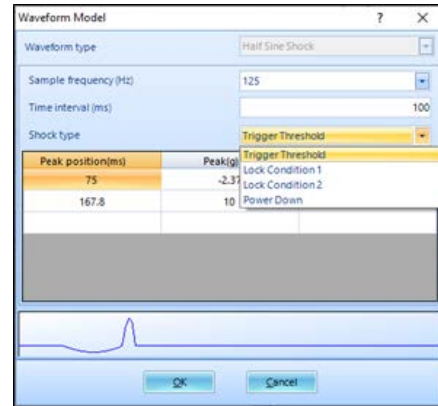 Waveform Model ? ×
Waveform type Half Sine Shock
Sample frequency (Hz) 125
Time interval (ms) 100
Shock type Trigger Threshold
Peak position(ms) Peak(g)
Trigger Threshold
Lock Condition 1
75 -2.37
Lock Condition 2
Power Down
167.8 10
OK Cancel